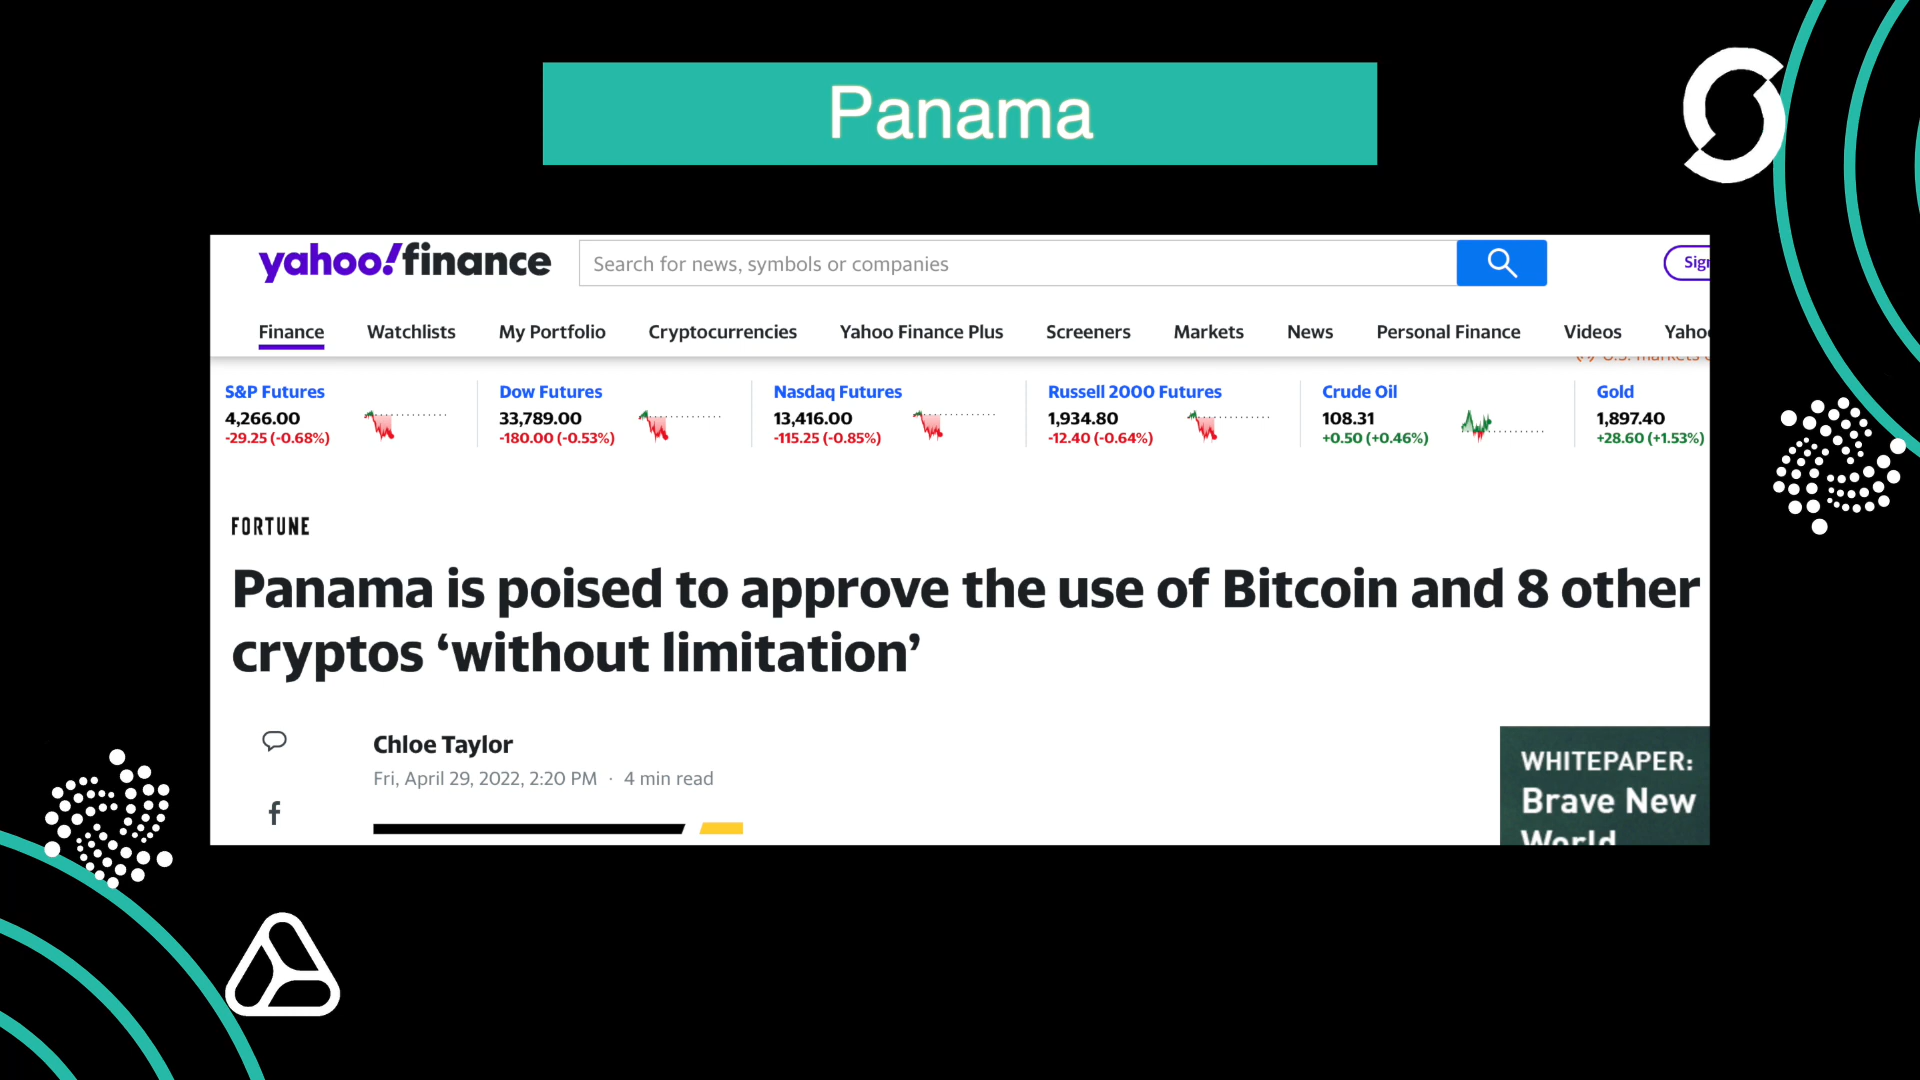 Panama
yahoo!finance
Search for news, symbols or companies
Sign
Finance Watchlists My Portfolio Cryptocurrencies Yahoo Finance Plus Screeners Markets News Personal Finance Videos Yahoo
U.S. markets
S&P Futures
4,266.00
-29.25 (-0.68%)
Dow Futures
33,789.00
-180.00 (-0.53%)
Nasdaq Futures
13,416.00
-115.25 (-0.85%)
Russell 2000 Futures
1,934.80
-12.40 (-0.64%)
Crude Oil
108.31
+0.50 (+0.46%)
Gold
1,897.40
+28.60 (+1.53%)
FORTUNE
Panama is poised to approve the use of Bitcoin and 8 other
cryptos ‘without limitation’
Chloe Taylor
Fri, April 29, 2022, 2:20 PM · 4 min read
WHITEPAPER:
Brave New
World